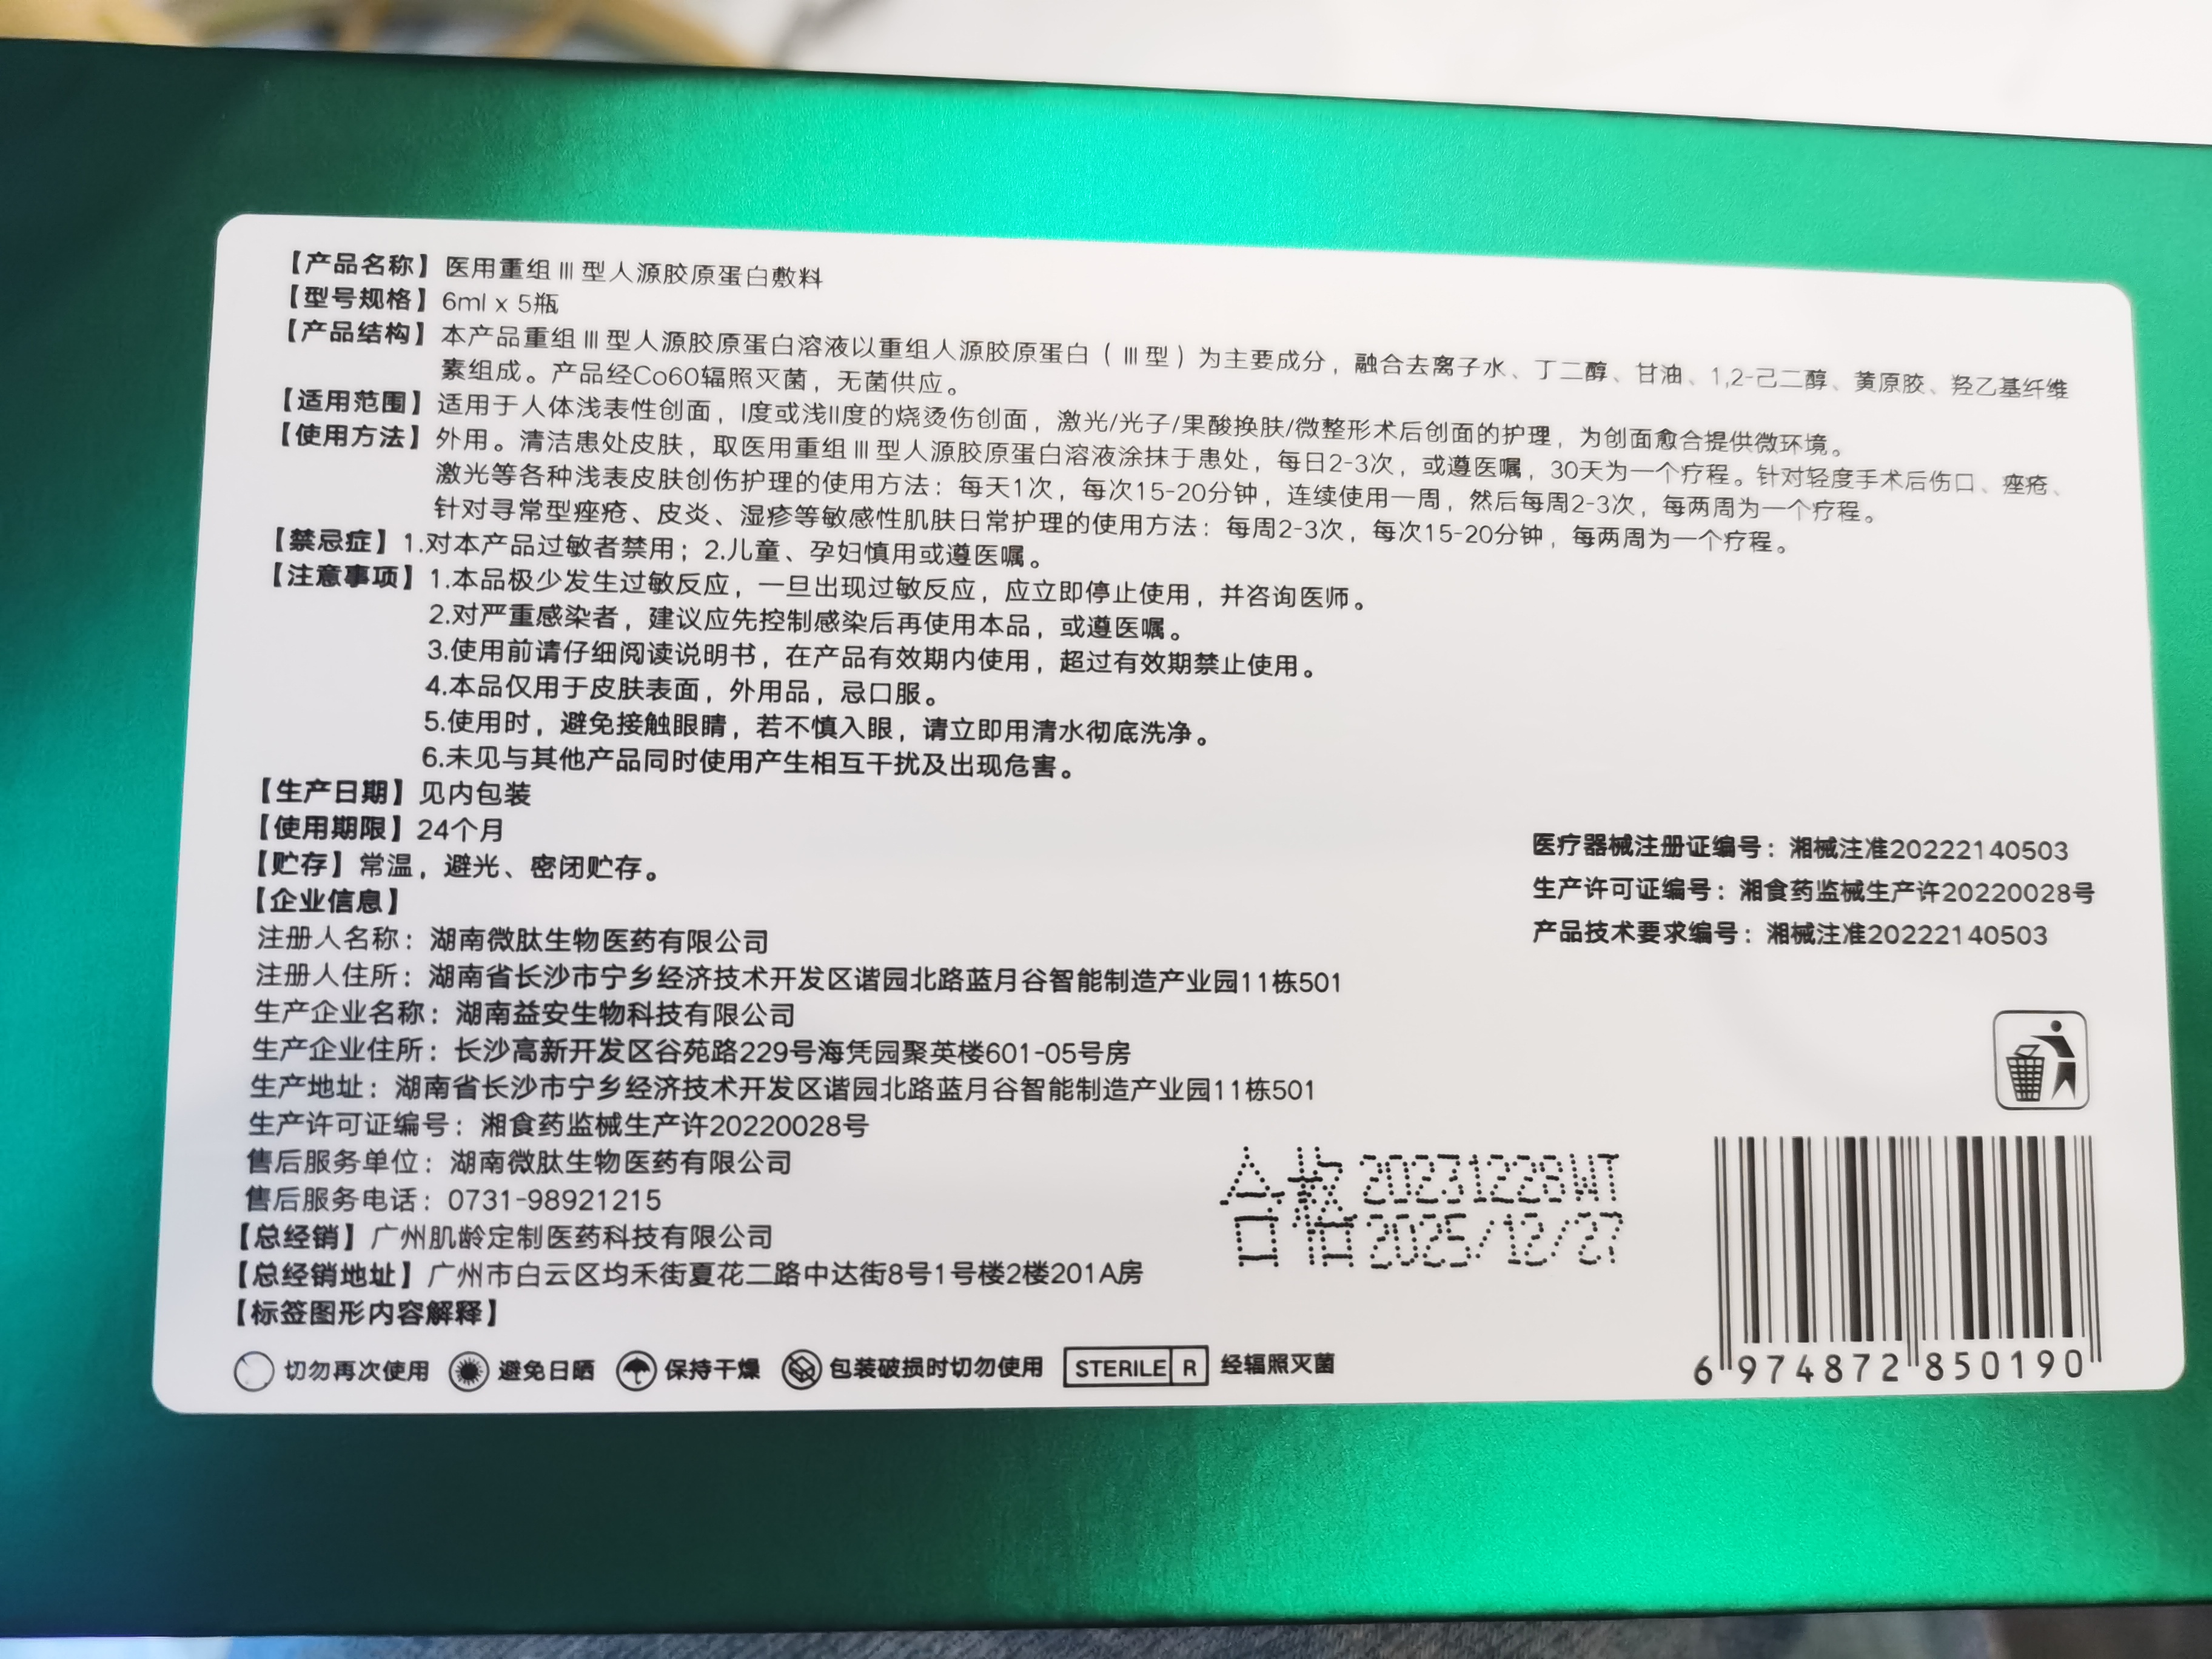 【产品名称】医用重组Ⅲ型人源胶原蛋白敷料
【型号规格】6ml x 5瓶
【产品结构】本产品重组Ⅲ型人源胶原蛋白溶液以重组人源胶原蛋白（Ⅲ型）为主要成分，融合去离子水、丁二醇、甘油、1,2-己二醇、黄原胶、羟乙基纤维
素组成。产品经Co60辐照灭菌，无菌供应。
【适用范围】适用于人体浅表性创面，I度或浅II度的烧烫伤创面，激光/光子/果酸换肤/微整形术后创面的护理，为创面愈合提供微环境。
【使用方法】外用。清洁患处皮肤，取医用重组Ⅲ型人源胶原蛋白溶液涂抹于患处，每日2-3次，或遵医嘱，30天为一个疗程。针对轻度手术后伤口、痤疮、
激光等各种浅表皮肤创伤护理的使用方法：每天1次，每次15-20分钟，连续使用一周，然后每周2-3次，每两周为一个疗程。
针对寻常型痤疮、皮炎、湿疹等敏感性肌肤日常护理的使用方法：每周2-3次，每次15-20分钟，每两周为一个疗程。
【禁忌症】1.对本产品过敏者禁用；2.儿童、孕妇慎用或遵医嘱。
【注意事项】1.本品极少发生过敏反应，一旦出现过敏反应，应立即停止使用，并咨询医师。
2.对严重感染者，建议应先控制感染后再使用本品，或遵医嘱。
3.使用前请仔细阅读说明书，在产品有效期内使用，超过有效期禁止使用。
4.本品仅用于皮肤表面，外用品，忌口服。
5.使用时，避免接触眼睛，若不慎入眼，请立即用清水彻底洗净。
6.未见与其他产品同时使用产生相互干扰及出现危害。
【生产日期】见内包装
【使用期限】24个月
【贮存】常温，避光、密闭贮存。
【企业信息】
注册人名称：湖南微肽生物医药有限公司
注册人住所：湖南省长沙市宁乡经济技术开发区谐园北路蓝月谷智能制造产业园11栋501
生产企业名称：湖南益安生物科技有限公司
生产企业住所：长沙高新开发区谷苑路229号海凭园聚英楼601-05号房
生产地址：湖南省长沙市宁乡经济技术开发区谐园北路蓝月谷智能制造产业园11栋501
生产许可证编号：湘食药监械生产许20220028号
售后服务单位：湖南微肽生物医药有限公司
售后服务电话：0731-98921215
【总经销】广州肌龄定制医药科技有限公司
【总经销地址】广州市白云区均禾街夏花二路中达街8号1号楼2楼201A房
【标签图形内容解释】
切勿再次使用 避免日晒 保持干燥 包装破损时切勿使用 STERILE R 经辐照灭菌
医疗器械注册证编号：湘械注准20222140503
生产许可证编号：湘食药监械生产许20220028号
产品技术要求编号：湘械注准20222140503
合格 20231228WT
2025/12/27
6 974872 850190